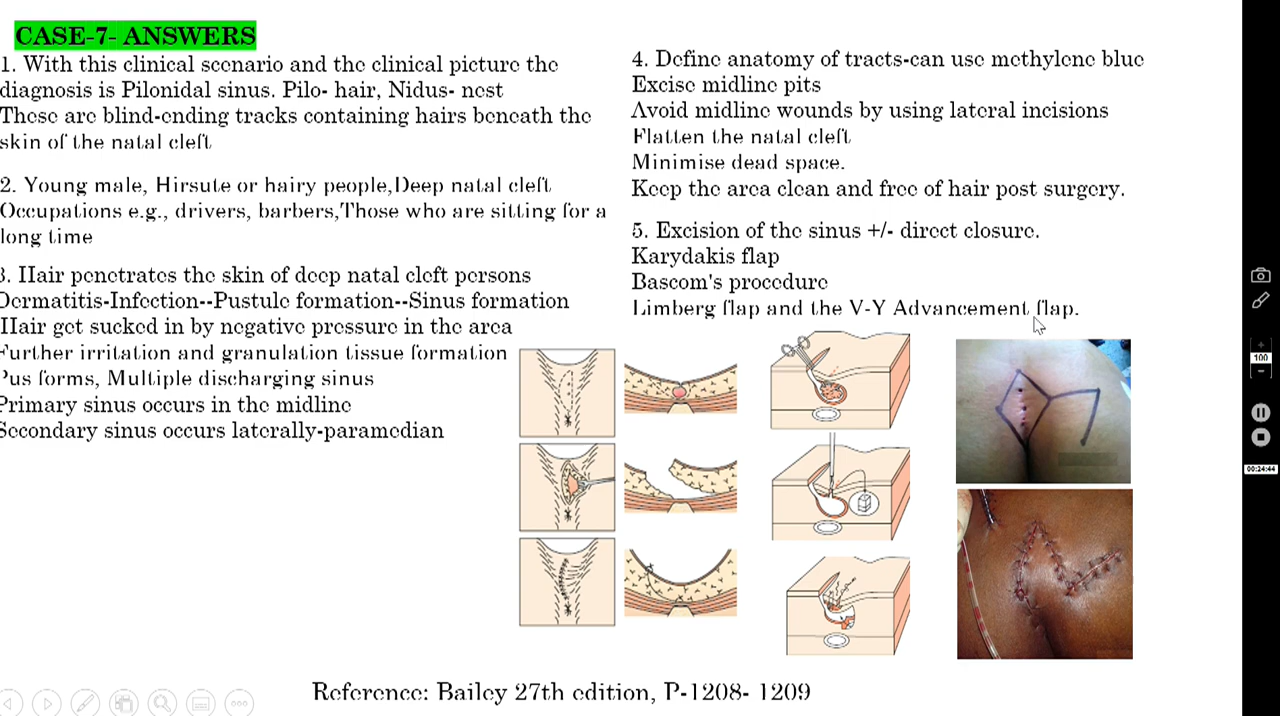 CASE-7- ANSWERS
1. With this clinical scenario and the clinical picture the
diagnosis is Pilonidal sinus. Pilo- hair, Nidus- nest
These are blind-ending tracks containing hairs beneath the
skin of the natal cleft
2. Young male, Hirsute or hairy people,Deep natal cleft
Occupations e.g., drivers, barbers,Those who are sitting for a
long time
3. Hair penetrates the skin of deep natal cleft persons
Dermatitis-Infection--Pustule formation--Sinus formation
Hair get sucked in by negative pressure in the area
Further irritation and granulation tissue formation
Pus forms, Multiple discharging sinus
Primary sinus occurs in the midline
Secondary sinus occurs laterally-paramedian
4. Define anatomy of tracts-can use methylene blue
Excise midline pits
Avoid midline wounds by using lateral incisions
Flatten the natal cleft
Minimise dead space.
Keep the area clean and free of hair post surgery.
5. Excision of the sinus +/- direct closure.
Karydakis flap
Bascom's procedure
Limberg flap and the V-Y Advancement flap.
Reference: Bailey 27th edition, P-1208- 1209
100
00:24:44